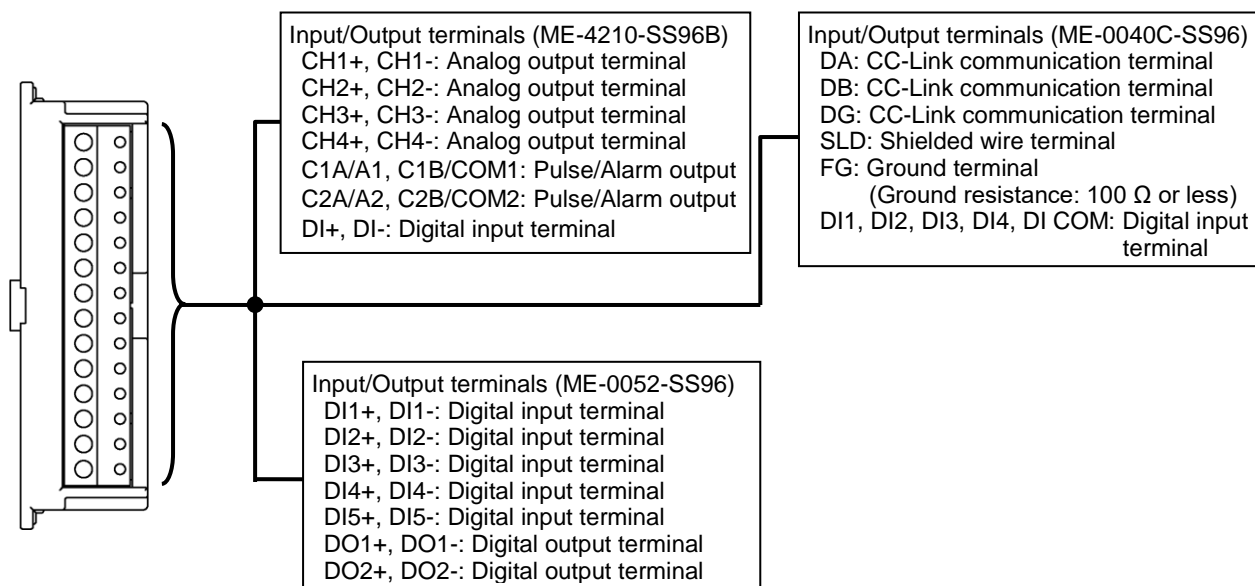 Input/Output terminals (ME-4210-SS96B)
CH1+, CH1-: Analog output terminal
CH2+, CH2-: Analog output terminal
CH3+, CH3-: Analog output terminal
CH4+, CH4-: Analog output terminal
C1A/A1, C1B/COM1: Pulse/Alarm output
C2A/A2, C2B/COM2: Pulse/Alarm output
DI+, DI-: Digital input terminal
Input/Output terminals (ME-0040C-SS96)
DA: CC-Link communication terminal
DB: CC-Link communication terminal
DG: CC-Link communication terminal
SLD: Shielded wire terminal
FG: Ground terminal
(Ground resistance: 100 Ω or less)
DI1, DI2, DI3, DI4, DI COM: Digital input
terminal
Input/Output terminals (ME-0052-SS96)
DI1+, DI1-: Digital input terminal
DI2+, DI2-: Digital input terminal
DI3+, DI3-: Digital input terminal
DI4+, DI4-: Digital input terminal
DI5+, DI5-: Digital input terminal
DO1+, DO1-: Digital output terminal
DO2+, DO2-: Digital output terminal